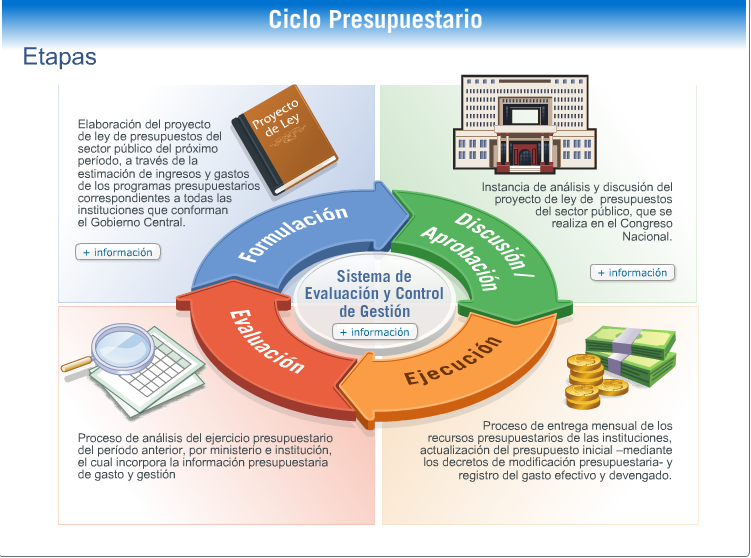 Ciclo Presupuestario
Etapas
Elaboración del proyecto
de ley de presupuestos del
sector público del próximo
período, a través de la
estimación de ingresos y gastos
de los programas presupuestarios
correspondientes a todas las
instituciones que conforman
el Gobierno Central.
+ información
Proyecto
de Ley
Instancia de análisis y discusión del
proyecto de ley de presupuestos
del sector público, que se
realiza en el Congreso
Nacional.
+ información
Formulación
Discusión /
Aprobación
Sistema de
Evaluación y Control
de Gestión
+ información
Evaluación
Ejecución
Proceso de análisis del ejercicio presupuestario
del período anterior, por ministerio e institución,
el cual incorpora la información presupuestaria
de gasto y gestión
Proceso de entrega mensual de los
recursos presupuestarios de las instituciones,
actualización del presupuesto inicial –mediante
los decretos de modificación presupuestaria- y
registro del gasto efectivo y devengado.